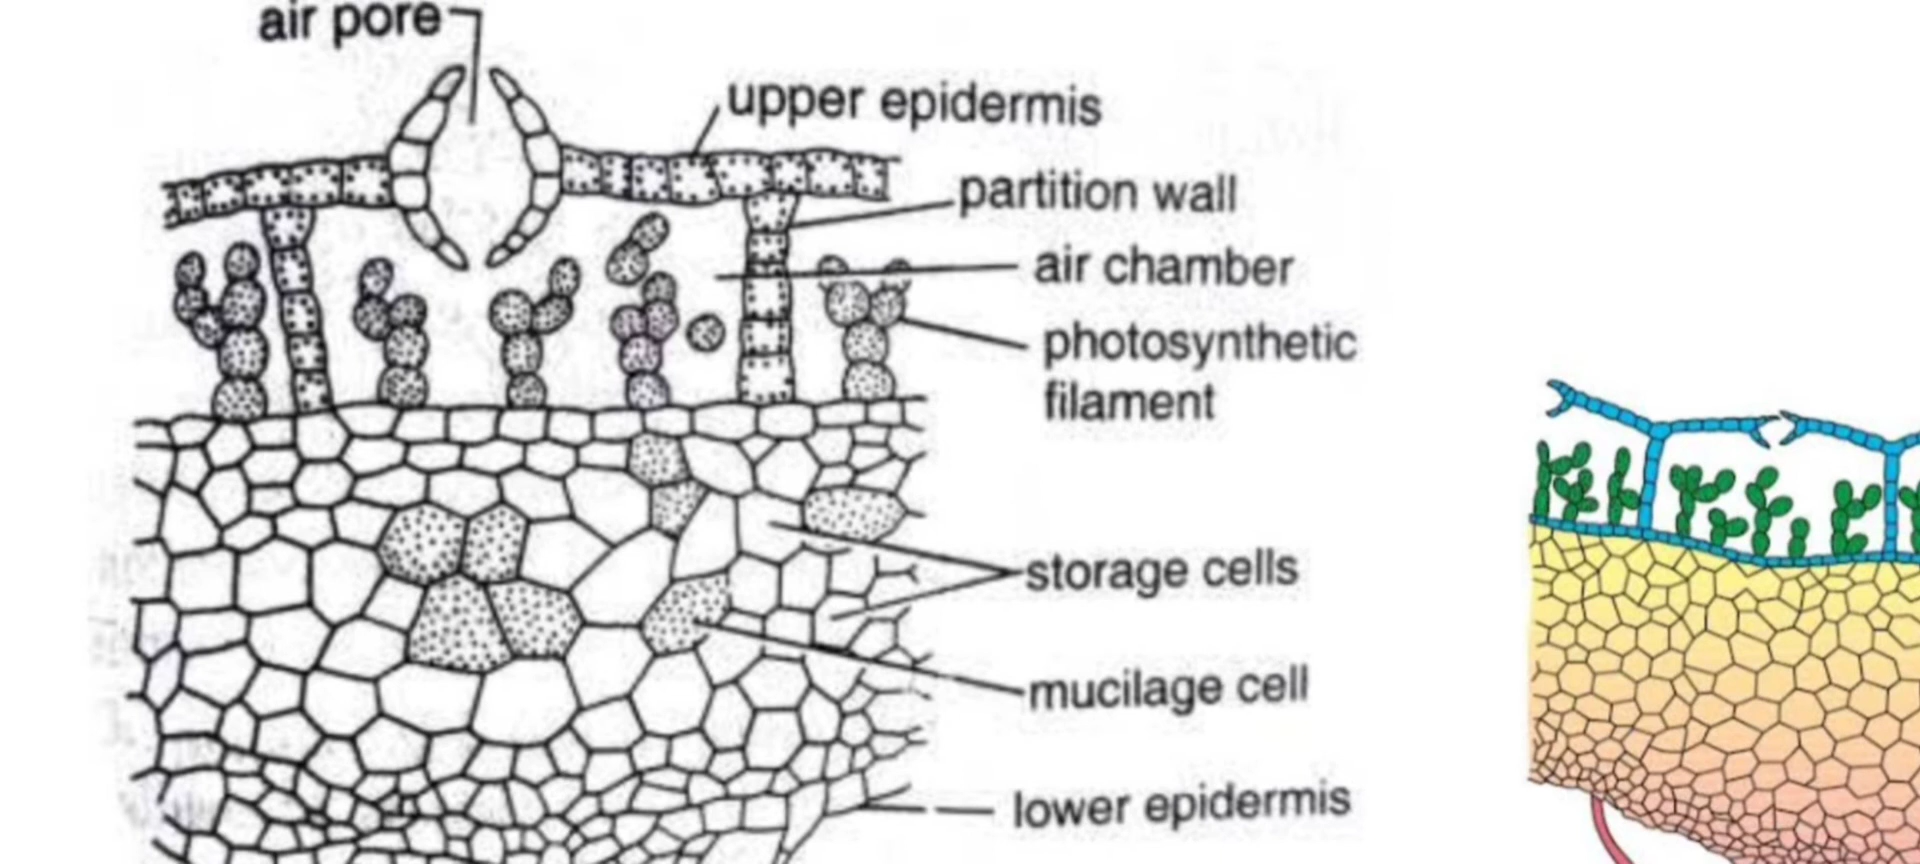 air pore
upper epidermis
partition wall
air chamber
photosynthetic
filament
storage cells
mucilage cell
lower epidermis